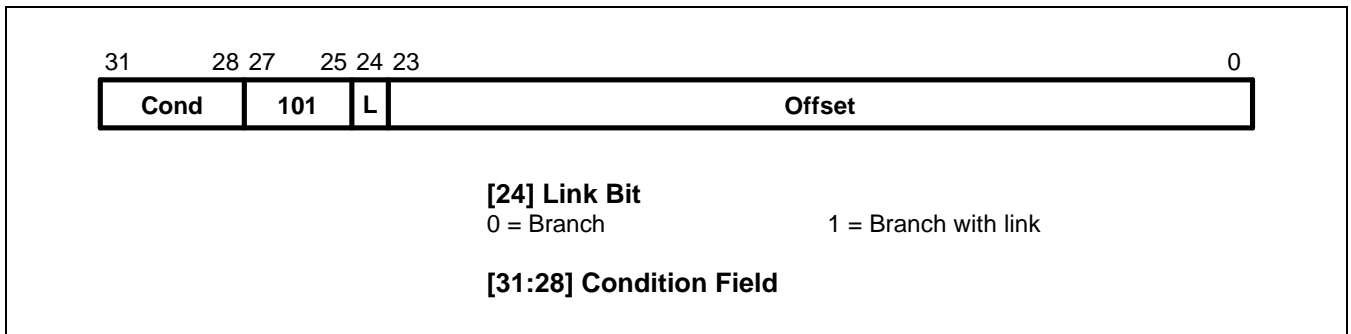 31 28 27 25 24 23 0
Cond 101 L Offset
[24] Link Bit
0 = Branch 1 = Branch with link
[31:28] Condition Field